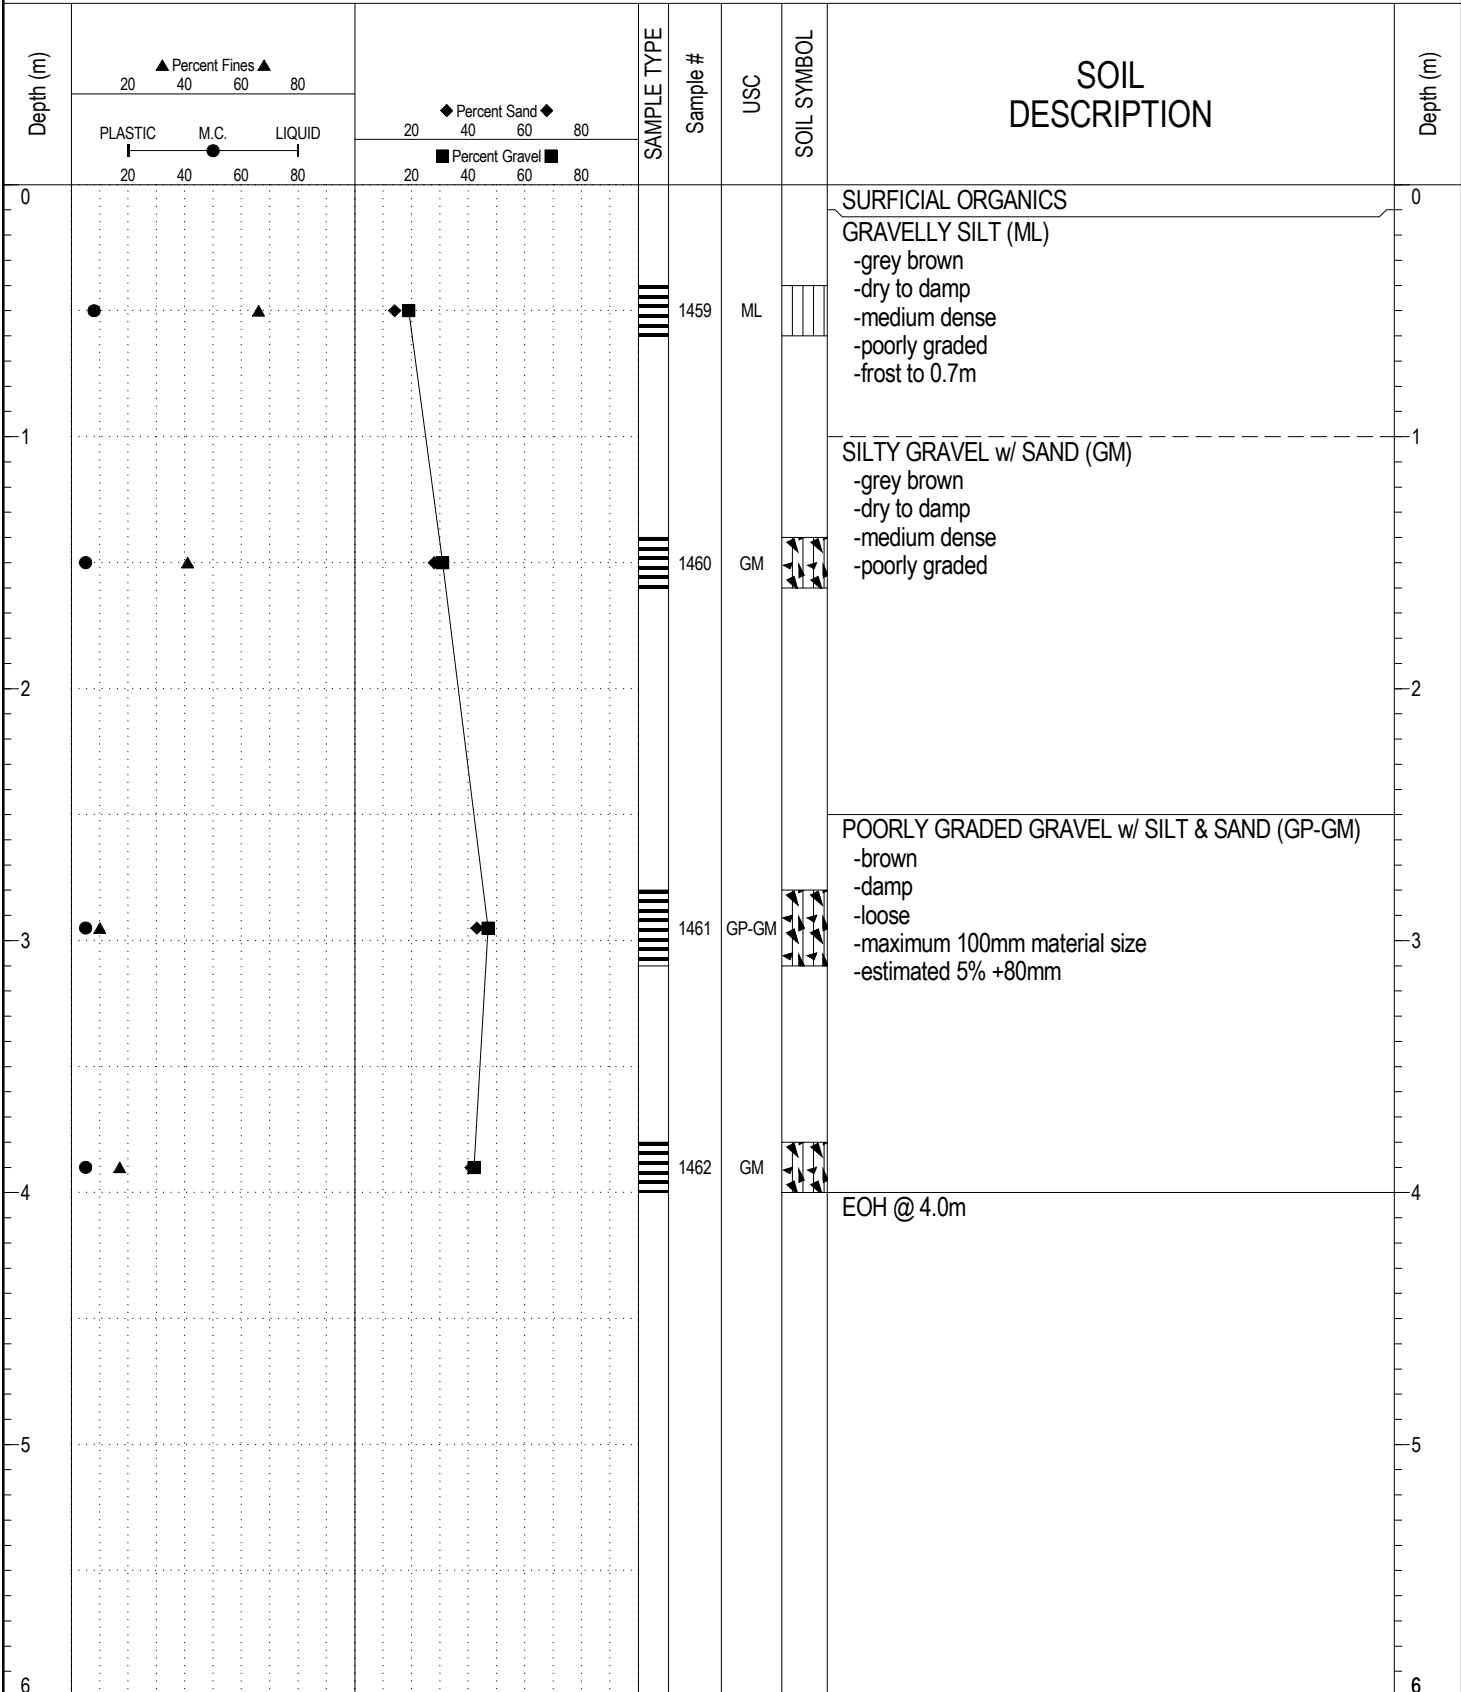 Depth (m)
▲ Percent Fines ▲
20 40 60 80
PLASTIC M.C. LIQUID
20 40 60 80
◆ Percent Sand ◆
20 40 60 80
■ Percent Gravel ■
20 40 60 80
SAMPLE TYPE
Sample #
USC
SOIL SYMBOL
SOIL
DESCRIPTION
Depth (m)
0 0
SURFICIAL ORGANICS
GRAVELLY SILT (ML)
-grey brown
-dry to damp
1459 ML
-medium dense
-poorly graded
-frost to 0.7m
1 1
SILTY GRAVEL w/ SAND (GM)
-grey brown
-dry to damp
-medium dense
1460 GM
-poorly graded
2 2
POORLY GRADED GRAVEL w/ SILT & SAND (GP-GM)
-brown
-damp
-loose
1461 GP-GM
-maximum 100mm material size
3 3
-estimated 5% +80mm
1462 GM
4 4
EOH @ 4.0m
5 5
6 6